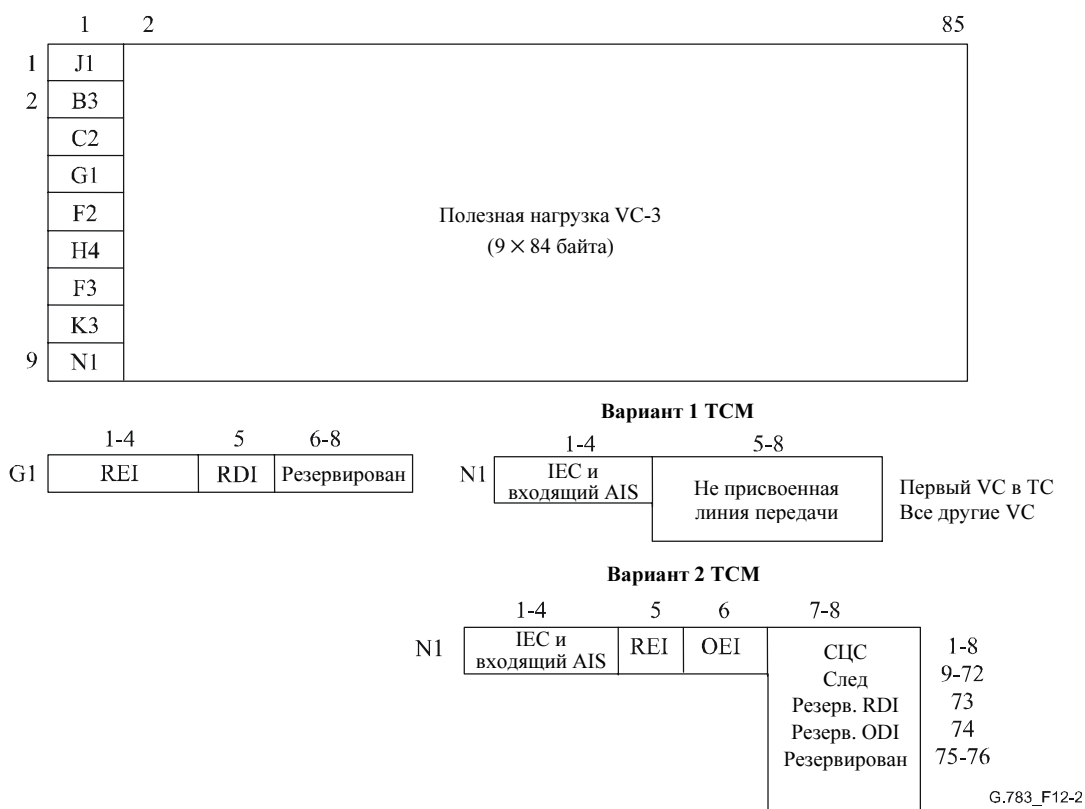 1 2 85
1 J1
2 B3
C2
G1
F2
H4
F3
K3
9 N1
Полезная нагрузка VC-3
(9 × 84 байта)
1-4 5 6-8
G1 REI RDI Резервирован
Вариант 1 TCM
1-4 5-8
N1 IEC и
входящий AIS
Не присвоенная
линия передачи
Первый VC в TC
Все другие VC
Вариант 2 TCM
1-4 5 6 7-8
N1 IEC и
входящий AIS
REI OEI
СЦС 1-8
След 9-72
Резерв. RDI 73
Резерв. ODI 74
Резервирован 75-76
G.783_F12-2